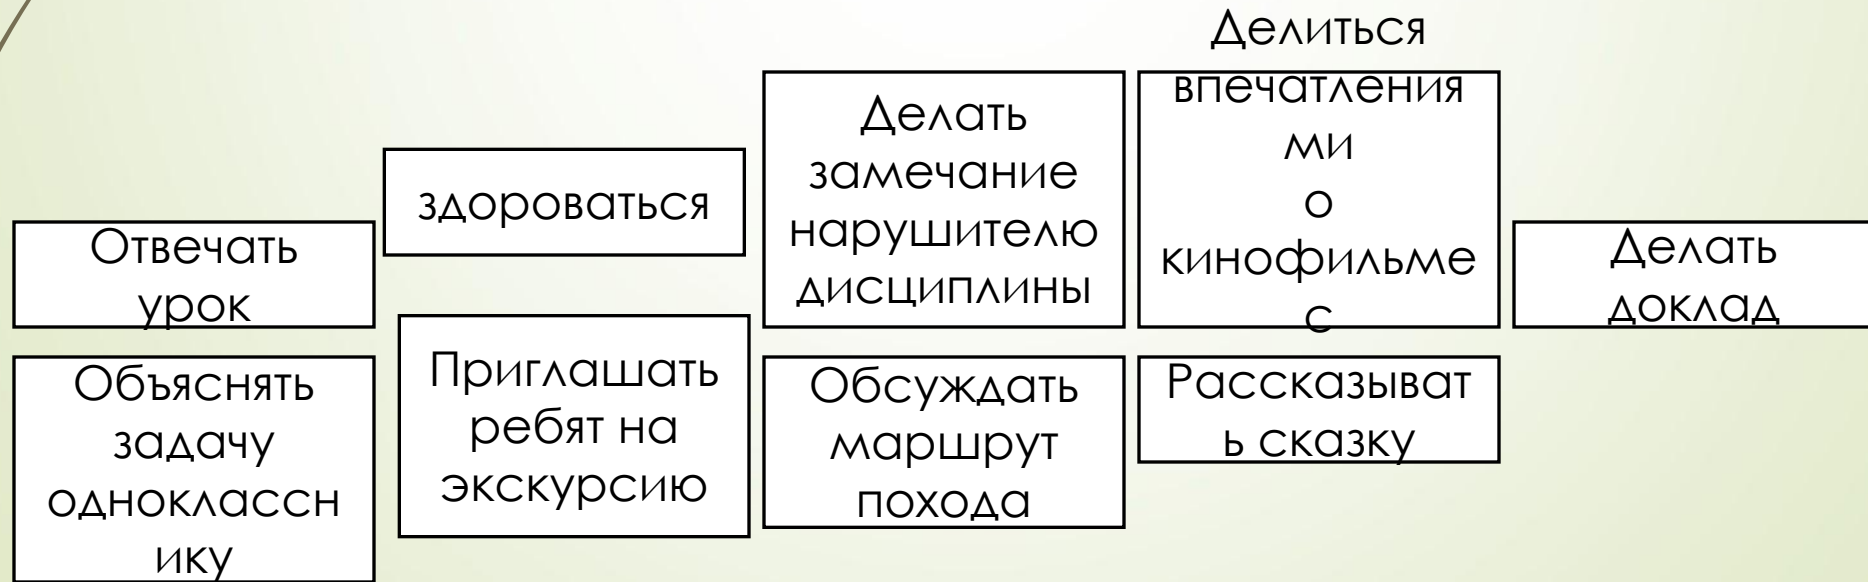 Отвечать
урок
здороваться
Делать
замечание
нарушителю
дисциплины
Делиться
впечатления
ми
о
кинофильме
с
Делать
доклад
Объяснять
задачу
одноклассн
ику
Приглашать
ребят на
экскурсию
Обсуждать
маршрут
похода
Рассказыват
ь сказку